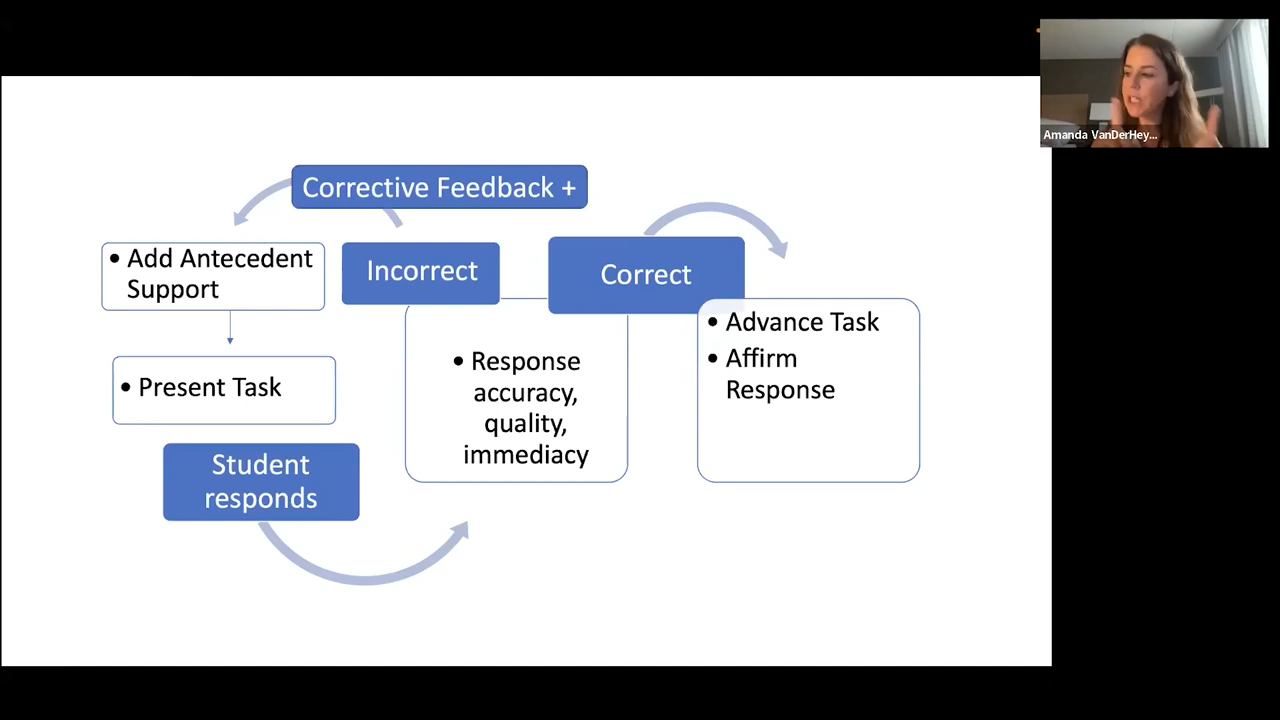 Corrective Feedback +
• Add Antecedent
Support
Incorrect
Correct
• Present Task
Student
responds
• Response
accuracy,
quality,
immediacy
• Advance Task
• Affirm
Response
Amanda VanDerHey...